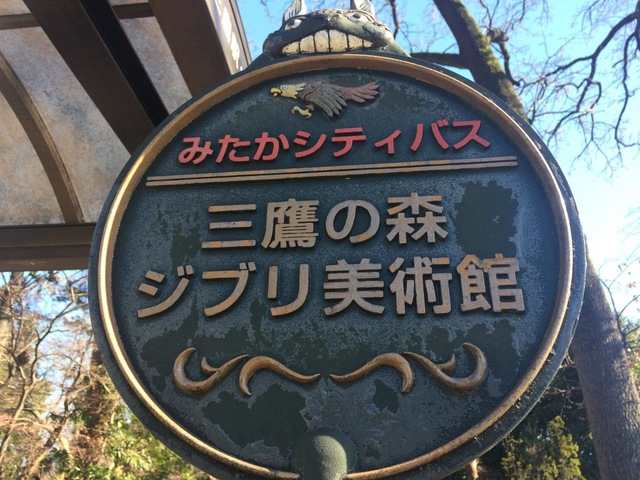 みたかシティバス
三鷹の森
ジブリ美術館